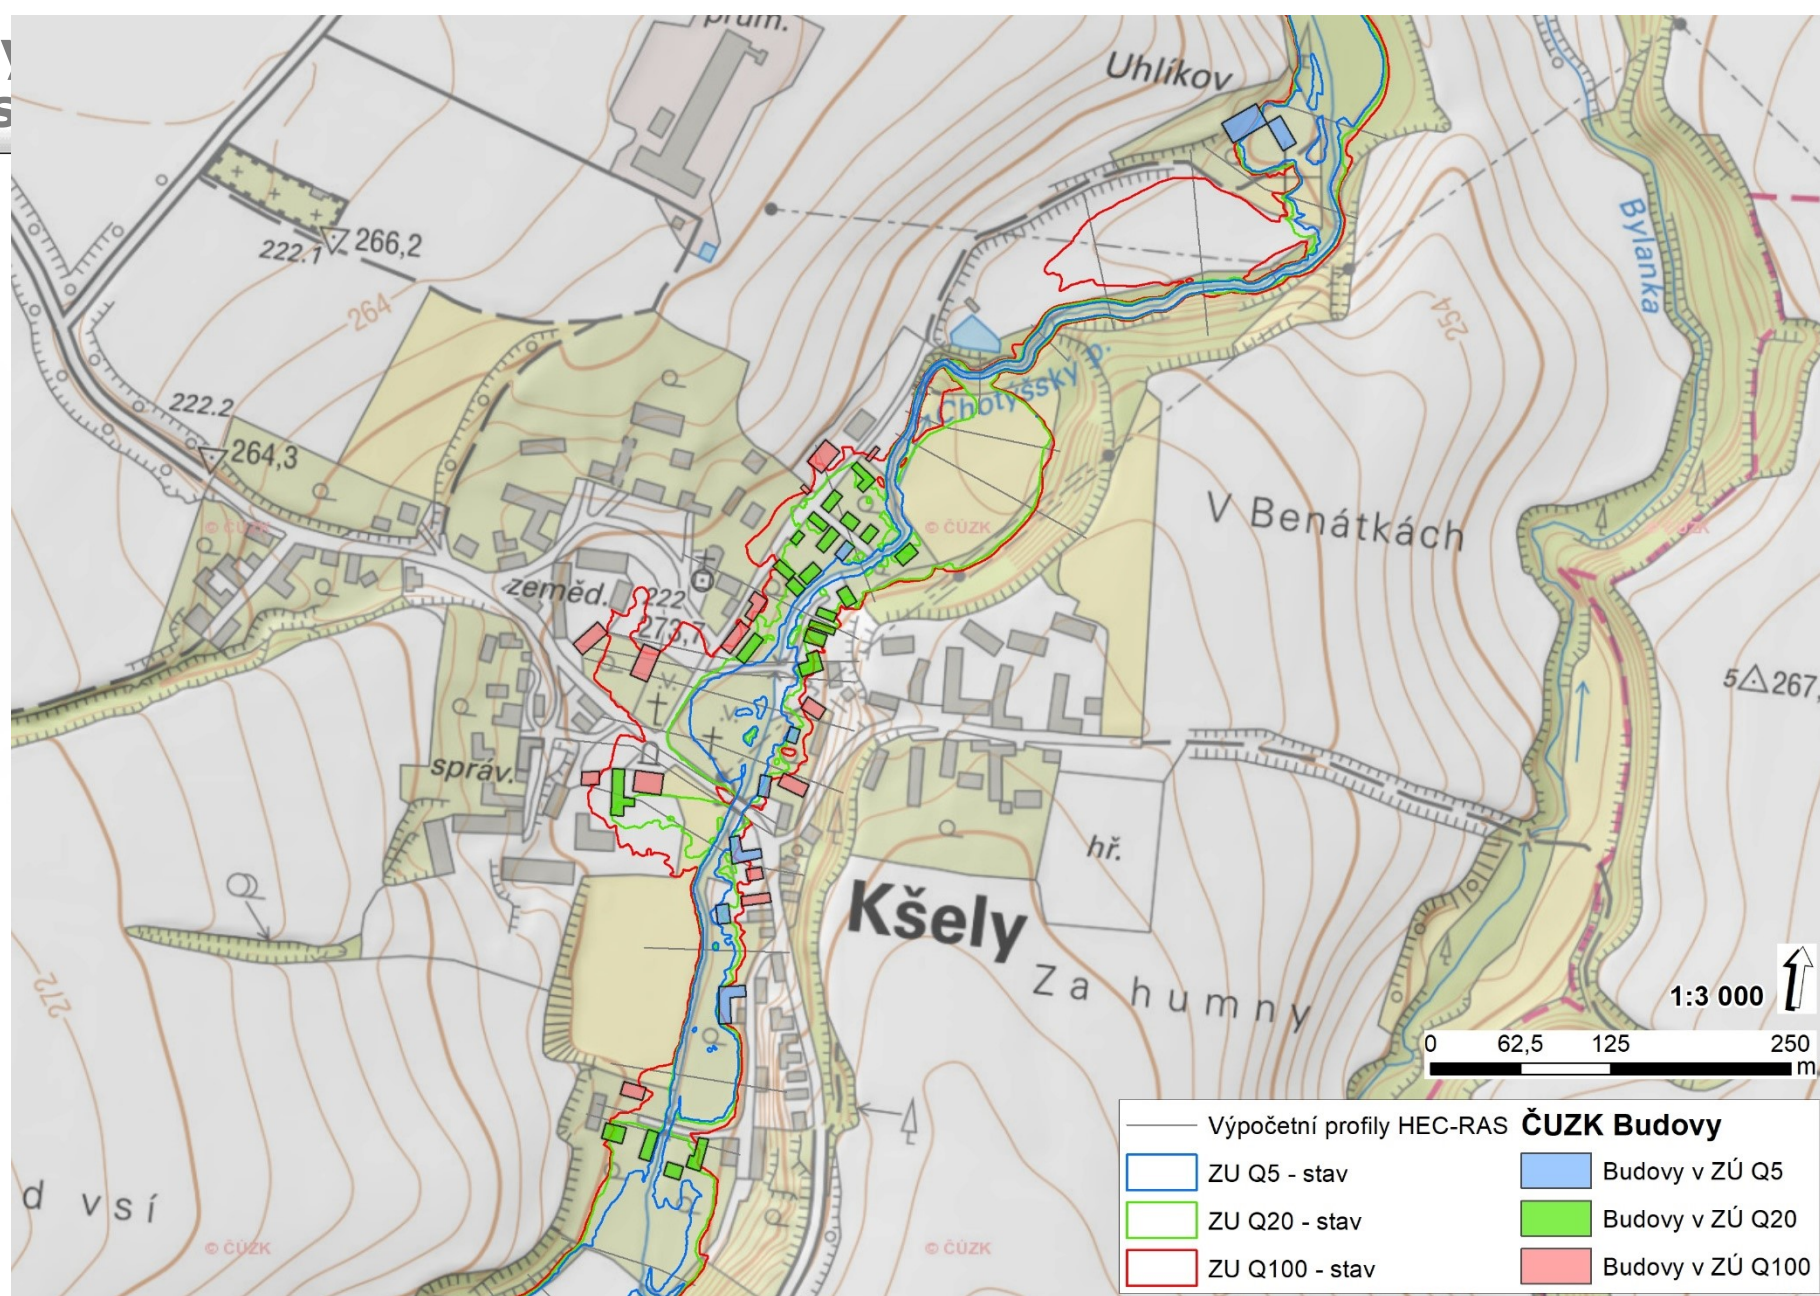 y
s
prům.
Uhlíkov
Bylanka
222.1
266,2
264
254
Chotýšský p.
222.2
264,3
© ČÚZK
© ČÚZK
© ČÚZK
V Benátkách
zeměd.
222
273,7
5 267,
správ.
hř.
Kšely
Za humny
272
1:3 000
0 62,5 125 250
m
d vsí
© ČÚZK
© ČÚZK
Výpočetní profily HEC-RAS
ZU Q5 - stav
ZU Q20 - stav
ZU Q100 - stav
ČUZK Budovy
Budovy v ZÚ Q5
Budovy v ZÚ Q20
Budovy v ZÚ Q100